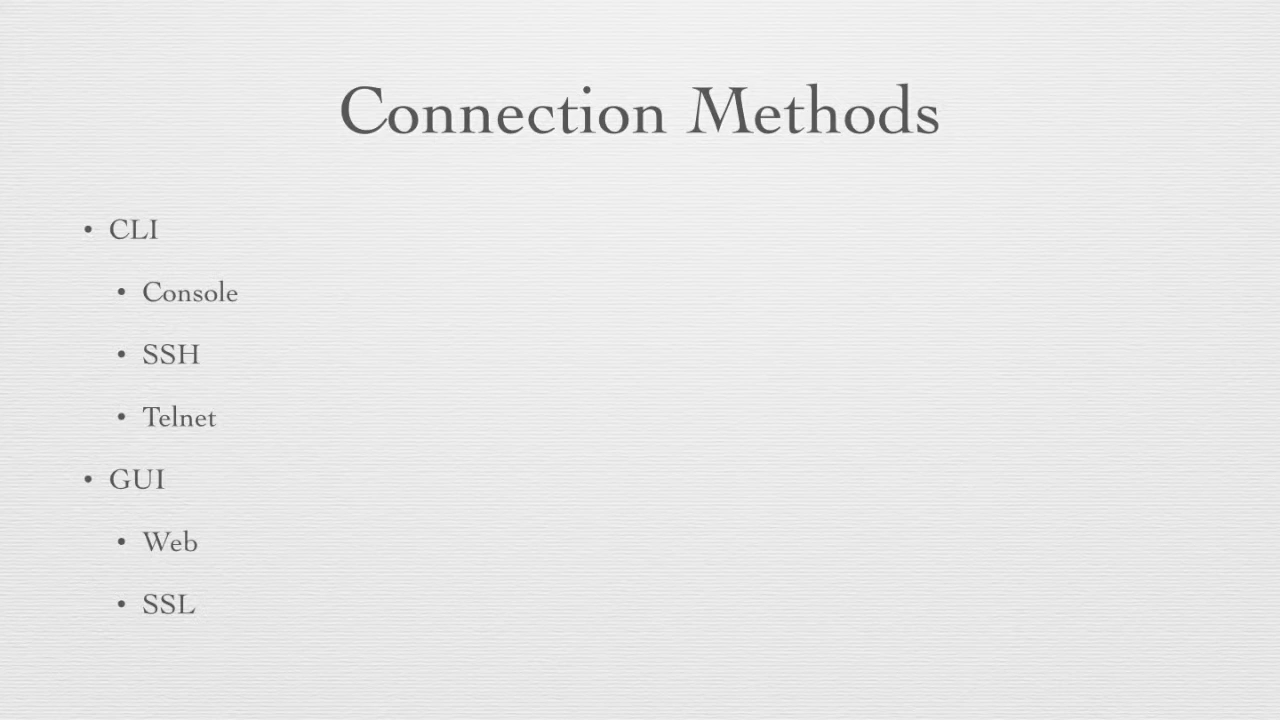 Connection Methods
• CLI
• Console
• SSH
• Telnet
• GUI
• Web
• SSL